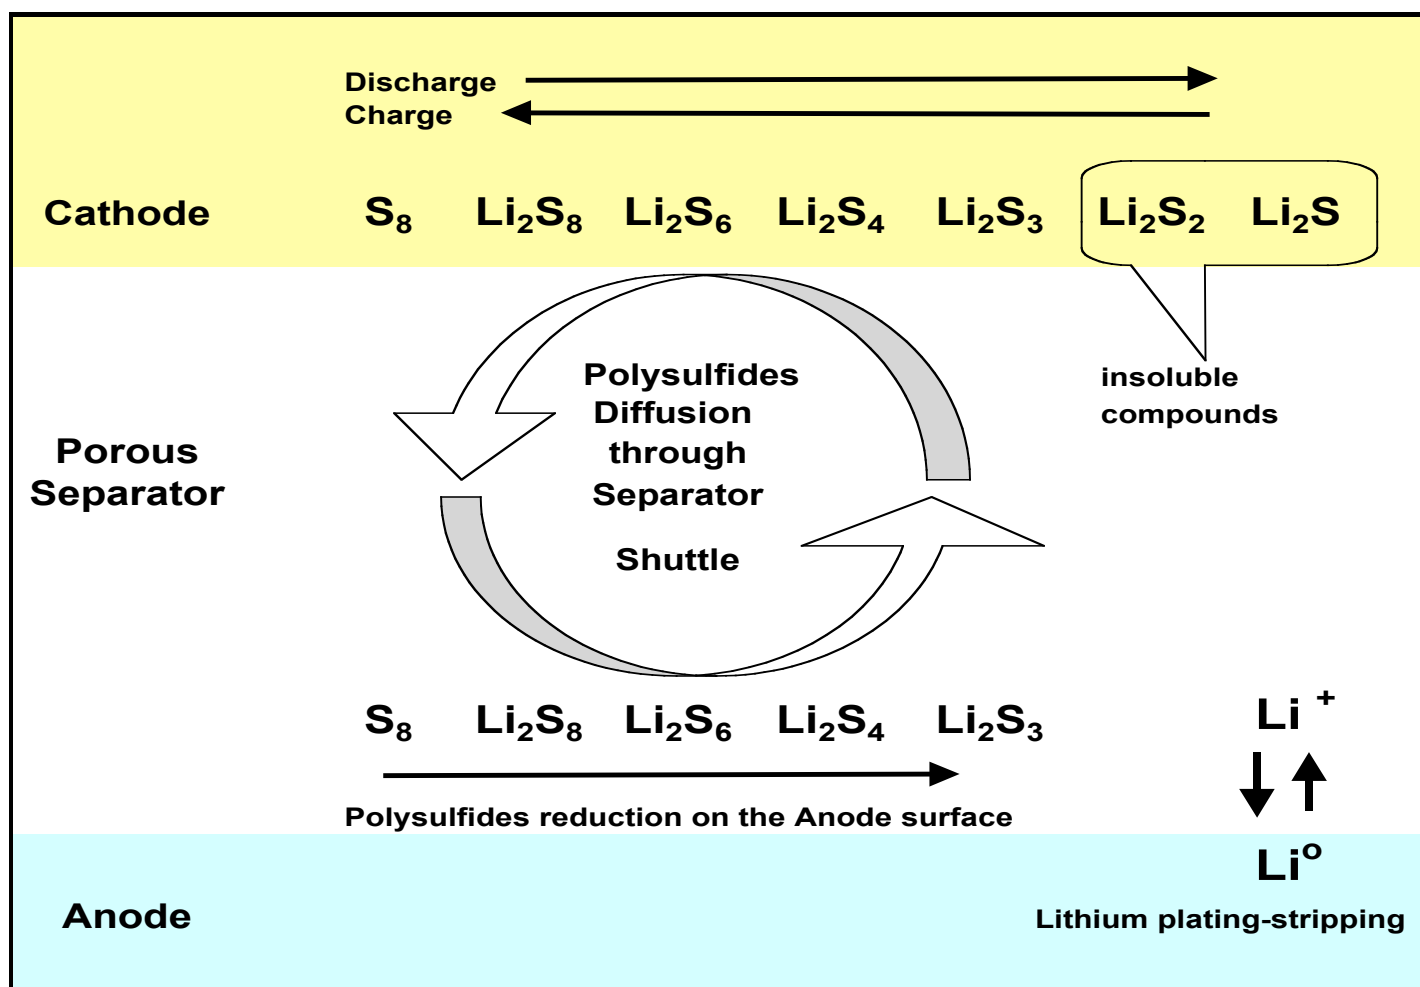 Discharge
Charge
Cathode S₈ Li₂S₈ Li₂S₆ Li₂S₄ Li₂S₃ Li₂S₂ Li₂S
insoluble
compounds
Polysulfides
Diffusion
through
Separator
Shuttle
Porous
Separator
S₈ Li₂S₈ Li₂S₆ Li₂S₄ Li₂S₃
Polysulfides reduction on the Anode surface
Li⁺
Li⁰
Lithium plating-stripping
Anode